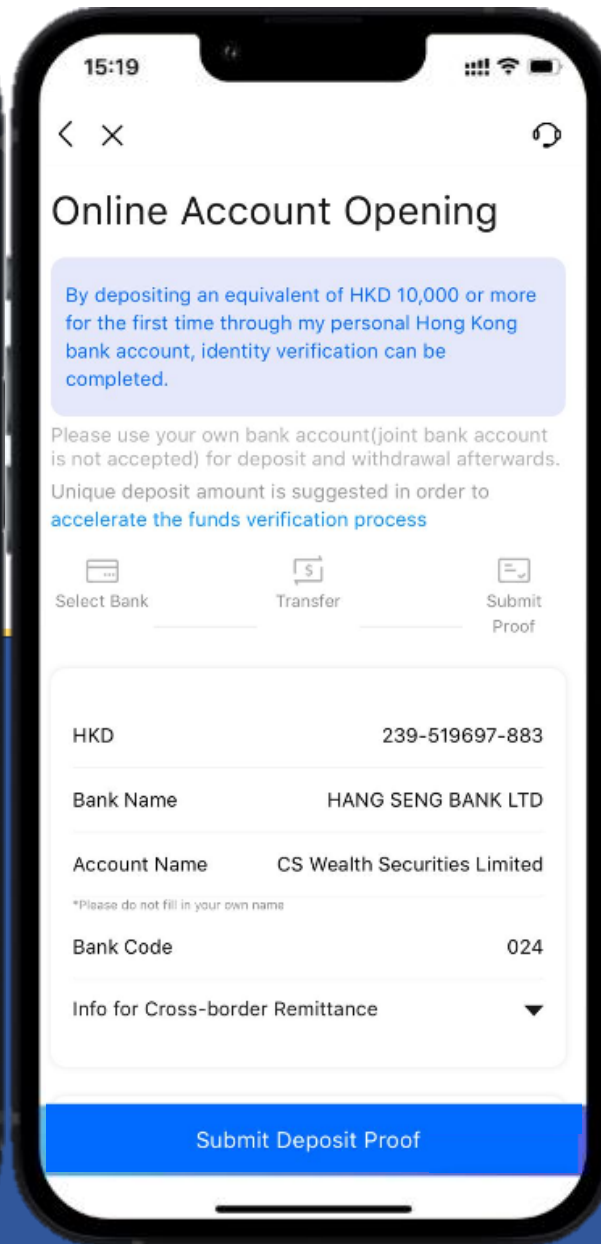 15:19
Online Account Opening
By depositing an equivalent of HKD 10,000 or more
for the first time through my personal Hong Kong
bank account, identity verification can be
completed.
Please use your own bank account(joint bank account
is not accepted) for deposit and withdrawal afterwards.
Unique deposit amount is suggested in order to
accelerate the funds verification process
Select Bank
Transfer
Submit
Proof
HKD 239-519697-883
Bank Name HANG SENG BANK LTD
Account Name CS Wealth Securities Limited
*Please do not fill in your own name
Bank Code 024
Info for Cross-border Remittance
Submit Deposit Proof